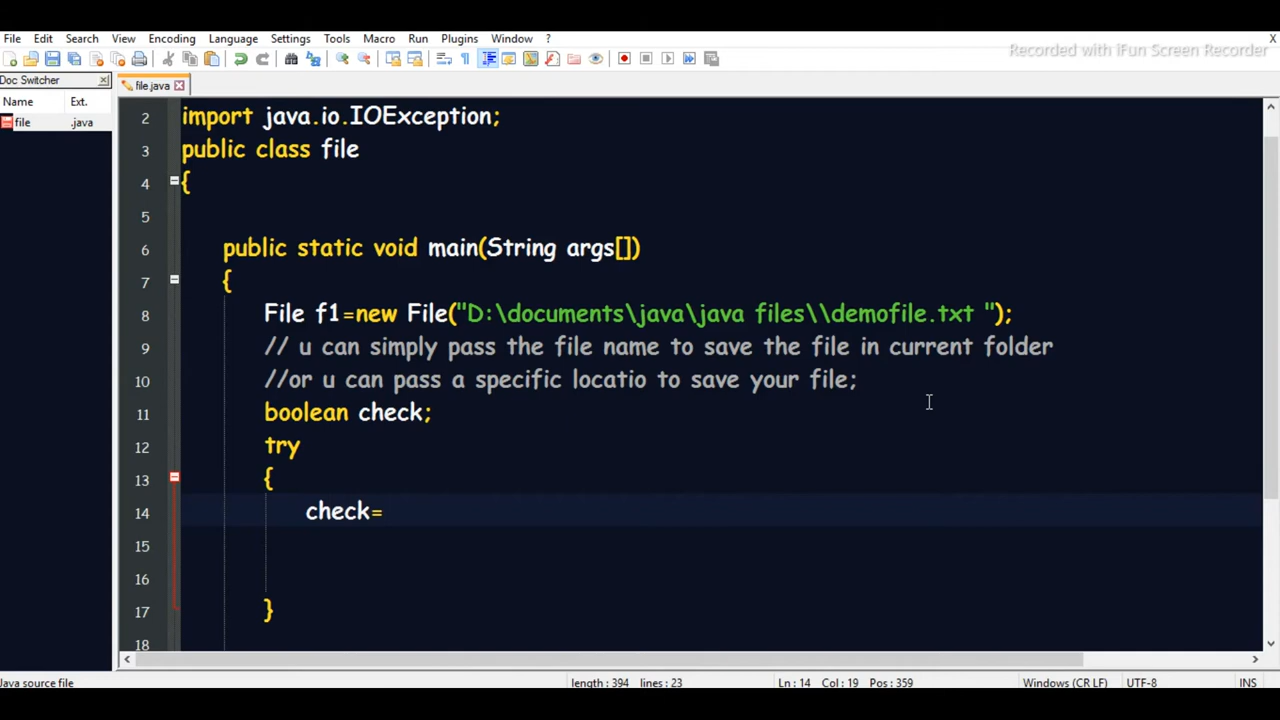 File Edit Search View Encoding Language Settings Tools Macro Run Plugins Window ? X
Recorded with iFun Screen Recorder
Doc Switcher
file.java
Name Ext.
file .java
2 import java.io.IOException;
3 public class file
4 {
5
6 public static void main(String args[])
7 {
8 File f1=new File("D:\documents\java\java files\\demofile.txt ");
9 // u can simply pass the file name to save the file in current folder
10 //or u can pass a specific locatio to save your file;
11 boolean check;
12 try
13 {
14 check=
15
16
17 }
18
Java source file length : 394 lines : 23 Ln : 14 Col : 19 Pos : 359 Windows (CR LF) UTF-8 INS